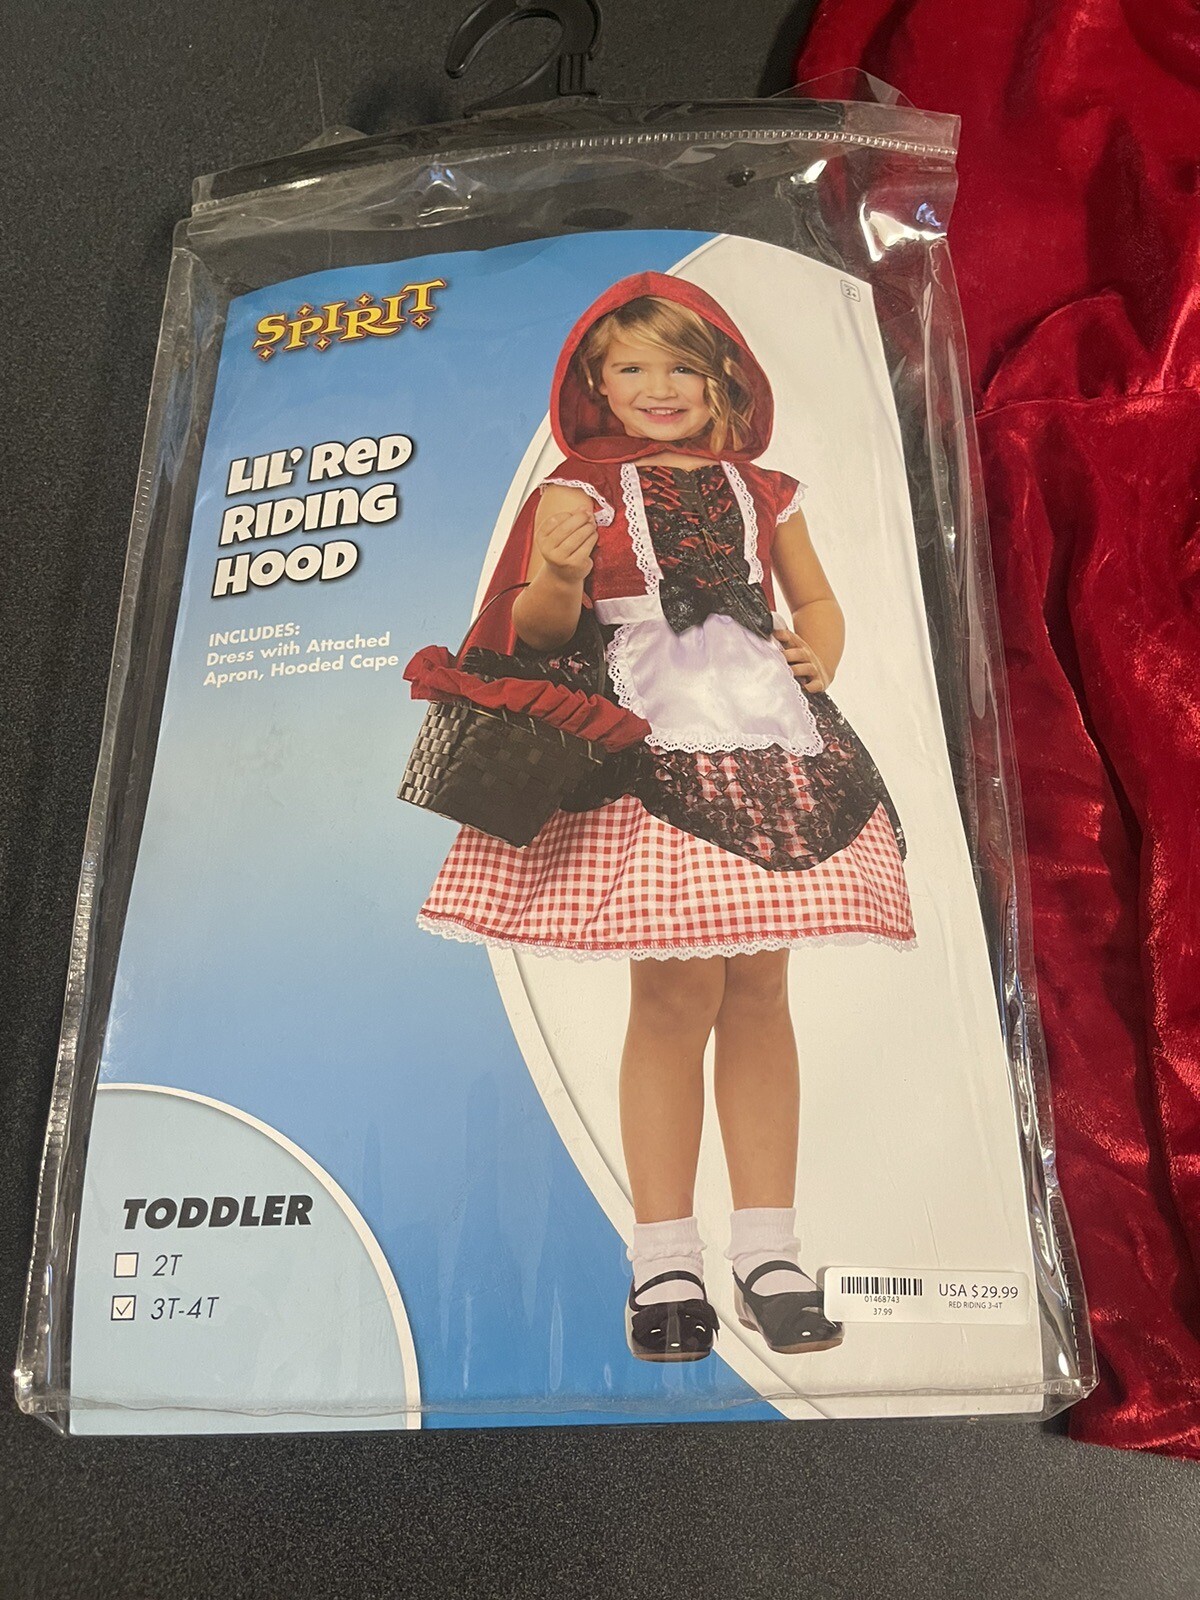 SPIRIT
LIL' RED
RIDING
HOOD
INCLUDES:
Dress with Attached
Apron, Hooded Cape
TODDLER
2T
3T-4T
01468743
37.99
USA $29.99
RED RIDING 3-4T